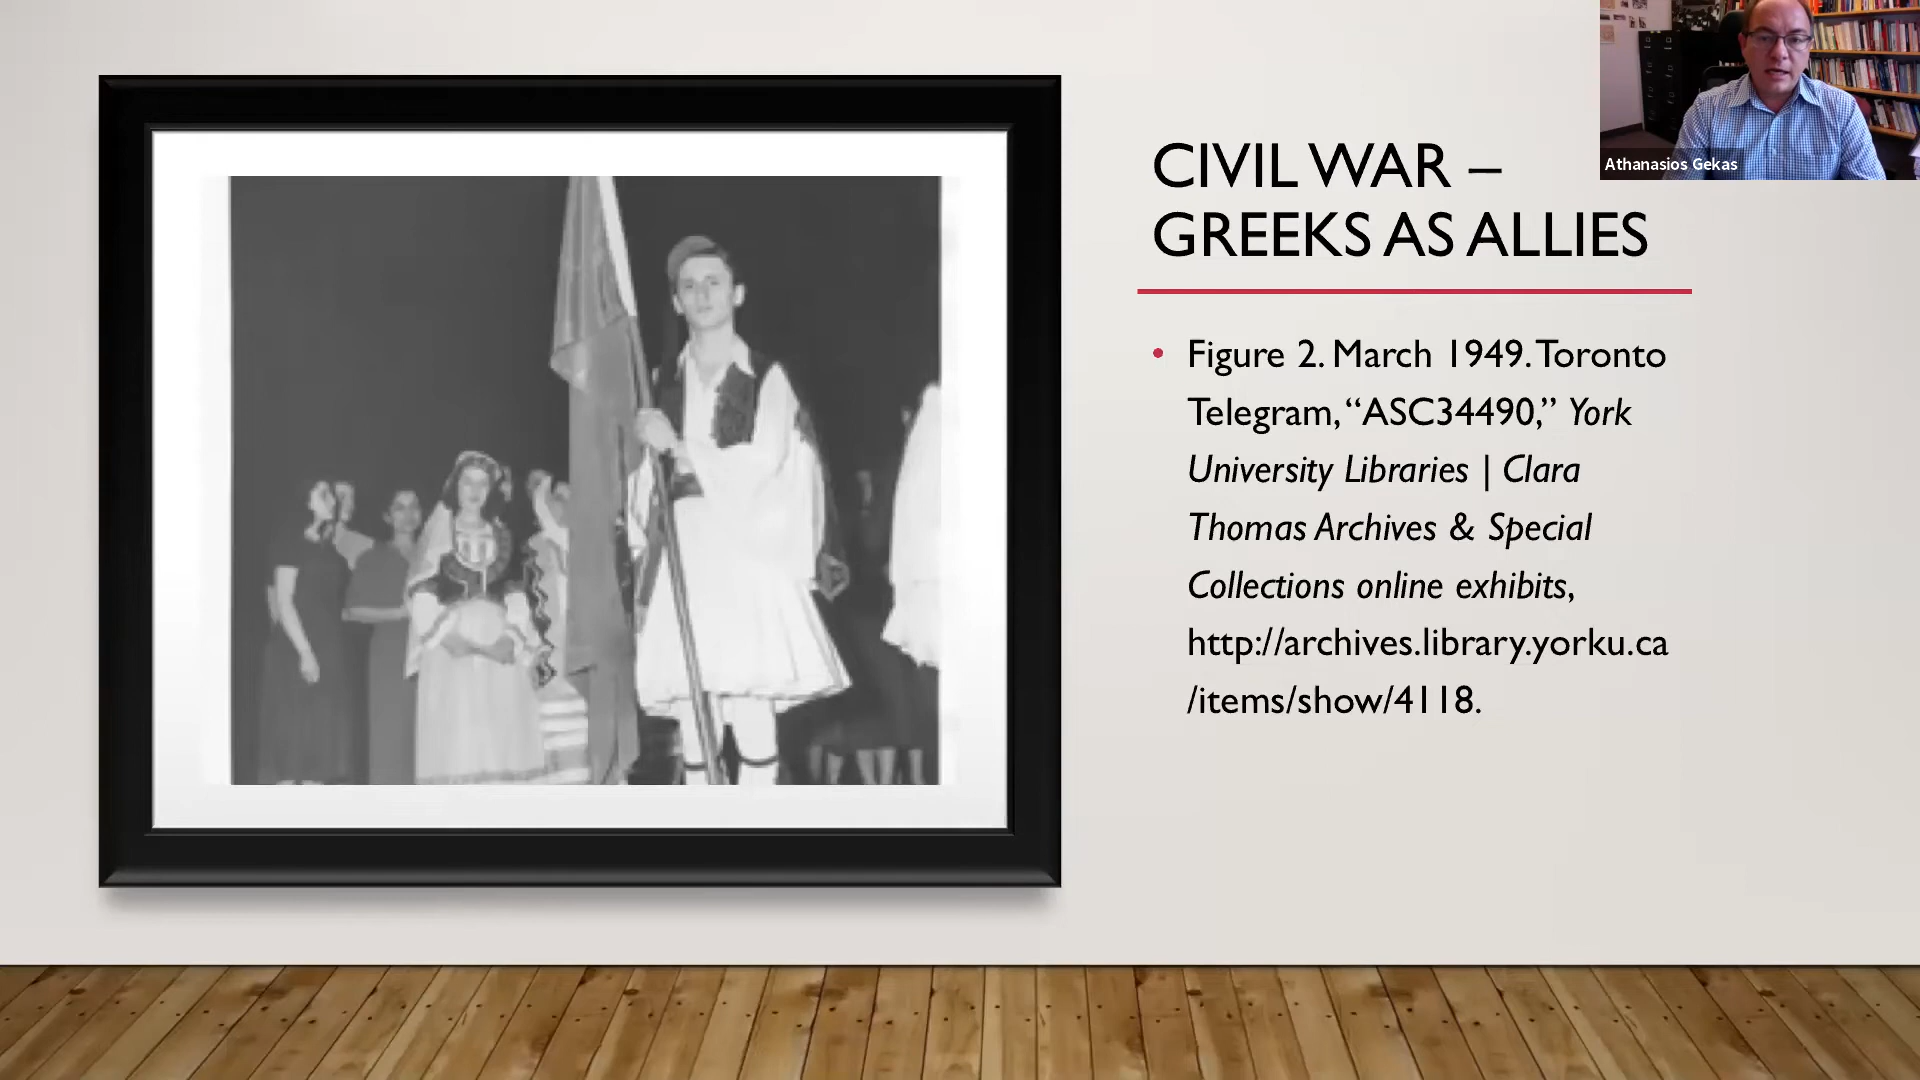 CIVIL WAR –
GREEKS AS ALLIES
• Figure 2. March 1949. Toronto
Telegram, “ASC34490,” York
University Libraries | Clara
Thomas Archives & Special
Collections online exhibits,
http://archives.library.yorku.ca
/items/show/4118.
Athanasios Gekas